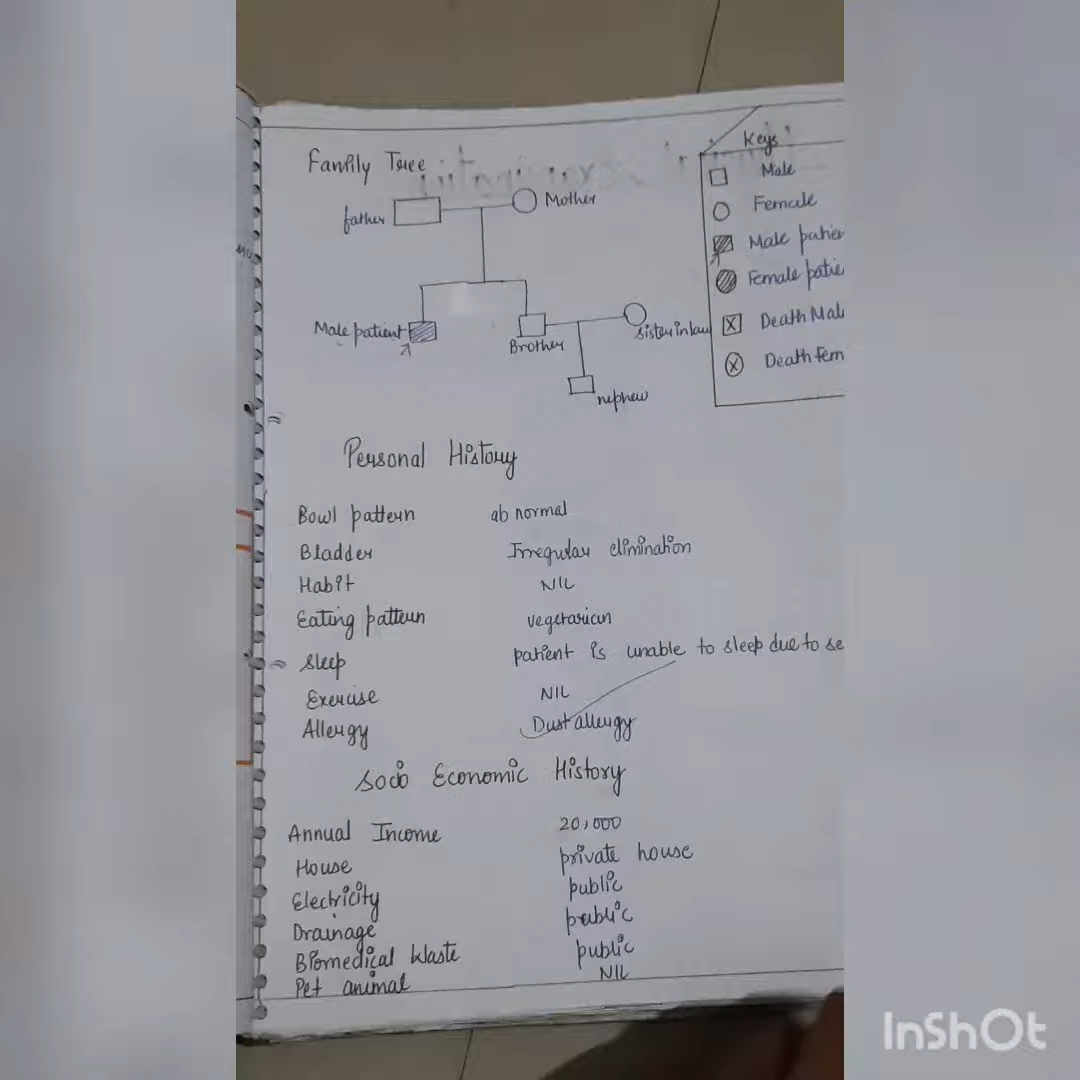 Family Tree
Keys
Male
Female
Male patien
Female patie
Death Mal
Death fem
father
Mother
Male patient
Brother
sister in law
nephew
Personal History
Bowl pattern ab normal
Bladder Irregular elimination
Habit NIL
Eating pattern vegetarian
Sleep patient is unable to sleep due to se
Exercise NIL
Allergy Dust allergy
Socio Economic History
Annual Income 20,000
House private house
Electricity public
Drainage public
Biomedical Waste public
Pet animal NIL
InShOt